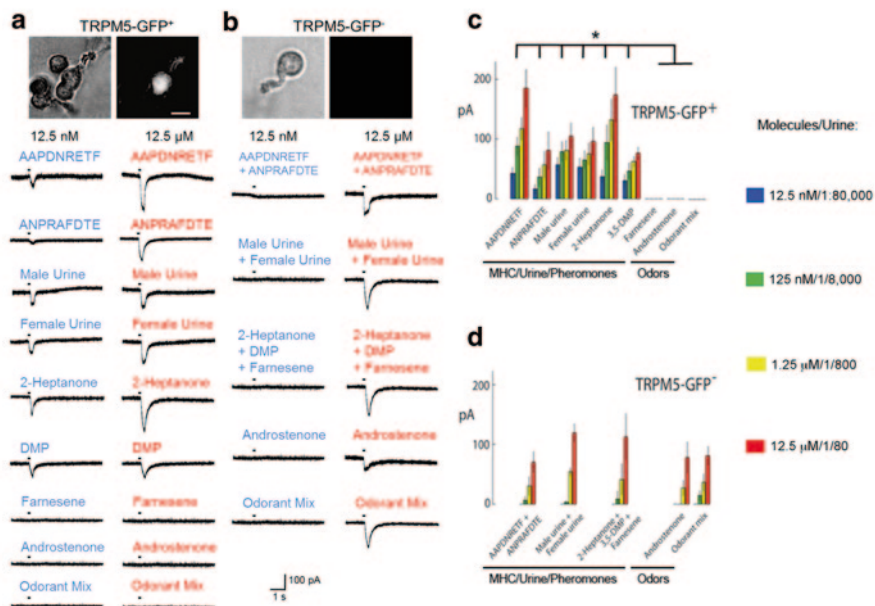 a
TRPM5-GFP+
12.5 nM
12.5 µM
AAPDNRETF
AAPDNRETF
ANPRAFDTE
ANPRAFDTE
Male Urine
Male Urine
Female Urine
Female Urine
2-Heptanone
2-Heptanone
DMP
DMP
Farnesene
Farnesene
Androstenone
Androstenone
Odorant Mix
Odorant Mix
b
TRPM5-GFP-
12.5 nM
12.5 µM
AAPDNRETF
+ ANPRAFDTE
AAPDNRETF
+ ANPRAFDTE
Male Urine
+ Female Urine
Male Urine
+ Female Urine
2-Heptanone
+ DMP
+ Farnesene
2-Heptanone
+ DMP
+ Farnesene
Androstenone
Androstenone
Odorant Mix
Odorant Mix
100 pA
1 s
c
*
200
pA
100
0
TRPM5-GFP+
AAPDNRETF
ANPRAFDTE
Male urine
Female urine
2-Heptanone
3,5-DMP
Farnesene
Androstenone
Odorant mix
MHC/Urine/Pheromones
Odors
d
200
pA
100
0
TRPM5-GFP-
AAPDNRETF +
ANPRAFDTE
Male urine +
Female urine
2-Heptanone +
3,5-DMP +
Farnesene
Androstenone
Odorant mix
MHC/Urine/Pheromones
Odors
Molecules/Urine:
12.5 nM/1:80,000
125 nM/1/8,000
1.25 µM/1/800
12.5 µM/1/80